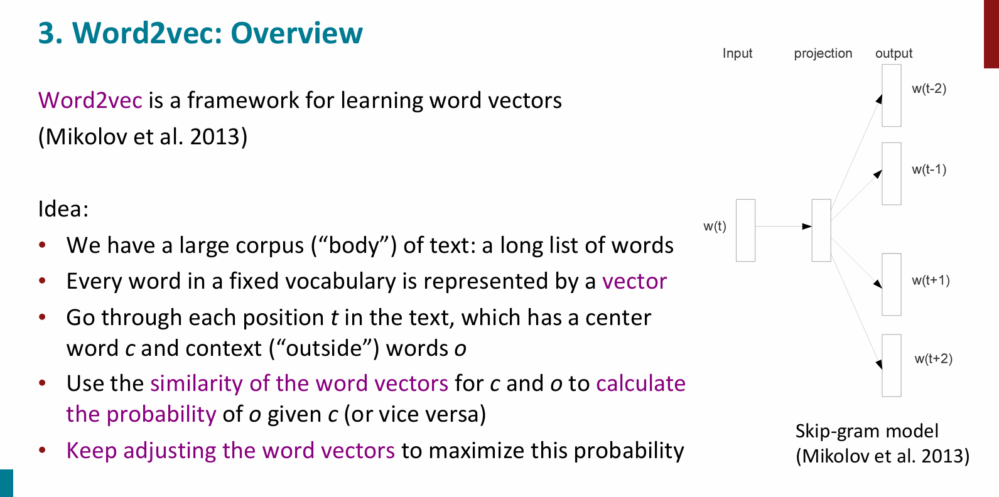 3. Word2vec: Overview
Word2vec is a framework for learning word vectors
(Mikolov et al. 2013)
Idea:
• We have a large corpus (“body”) of text: a long list of words
• Every word in a fixed vocabulary is represented by a vector
• Go through each position t in the text, which has a center
word c and context (“outside”) words o
• Use the similarity of the word vectors for c and o to calculate
the probability of o given c (or vice versa)
• Keep adjusting the word vectors to maximize this probability
Input projection output
w(t-2)
w(t-1)
w(t)
w(t+1)
w(t+2)
Skip-gram model
(Mikolov et al. 2013)